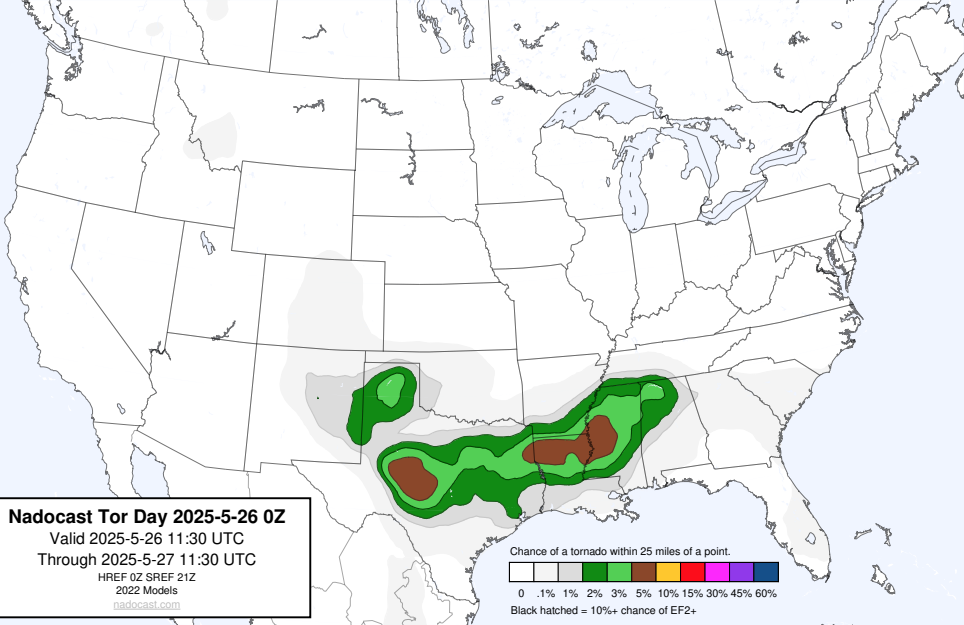 Nadocast Tor Day 2025-5-26 0Z
Valid 2025-5-26 11:30 UTC
Through 2025-5-27 11:30 UTC
HREF 0Z SREF 21Z
2022 Models
nadocast.com
Chance of a tornado within 25 miles of a point.
0 .1% 1% 2% 3% 5% 10% 15% 30% 45% 60%
Black hatched = 10%+ chance of EF2+